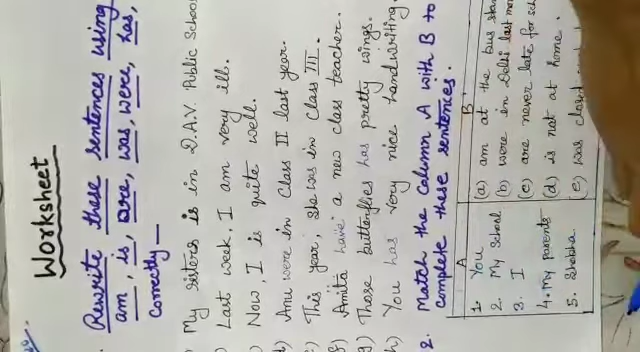 Worksheet
Rewrite these sentences using
am, is, are, was, were, has,
correctly —
My sisters is in D.A.V. Public School
Last week, I am very ill.
Now, I is quite well.
Anu were in Class II last year.
This year, she was in Class III.
Amita have a new class teacher.
g) Those butterflies has pretty wings.
h) You has very nice handwriting.
2. Match the Column A with B to
complete these sentences.
A B
1. You (a) am at the bus
2. My School (b) were in Delhi last
3. I (c) are never late for
4. My parents (d) is not at home.
5. Shobha. (e) was closed